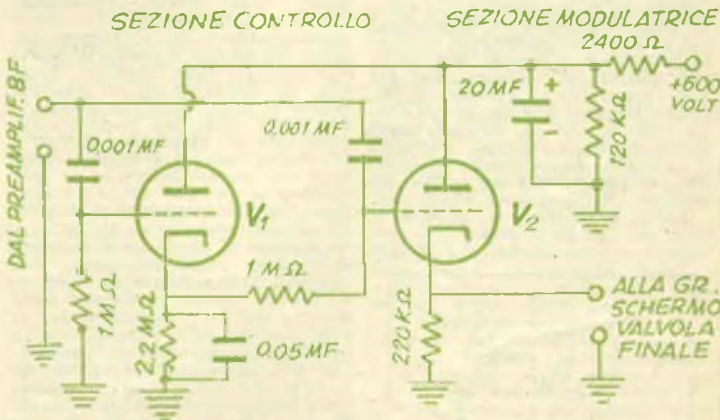 SEZIONE CONTROLLO
SEZIONE MODULATRICE
2400 Ω
+600
VOLT
20 MF
+
-
120 KΩ
DAL PREAMPLIF. BF
0,001 MF
0,001 MF
V1
V2
1 MΩ
1 MΩ
2,2 MΩ
0,05 MF
270 KΩ
ALLA GR.
SCHERMO
VALVOLA
FINALE